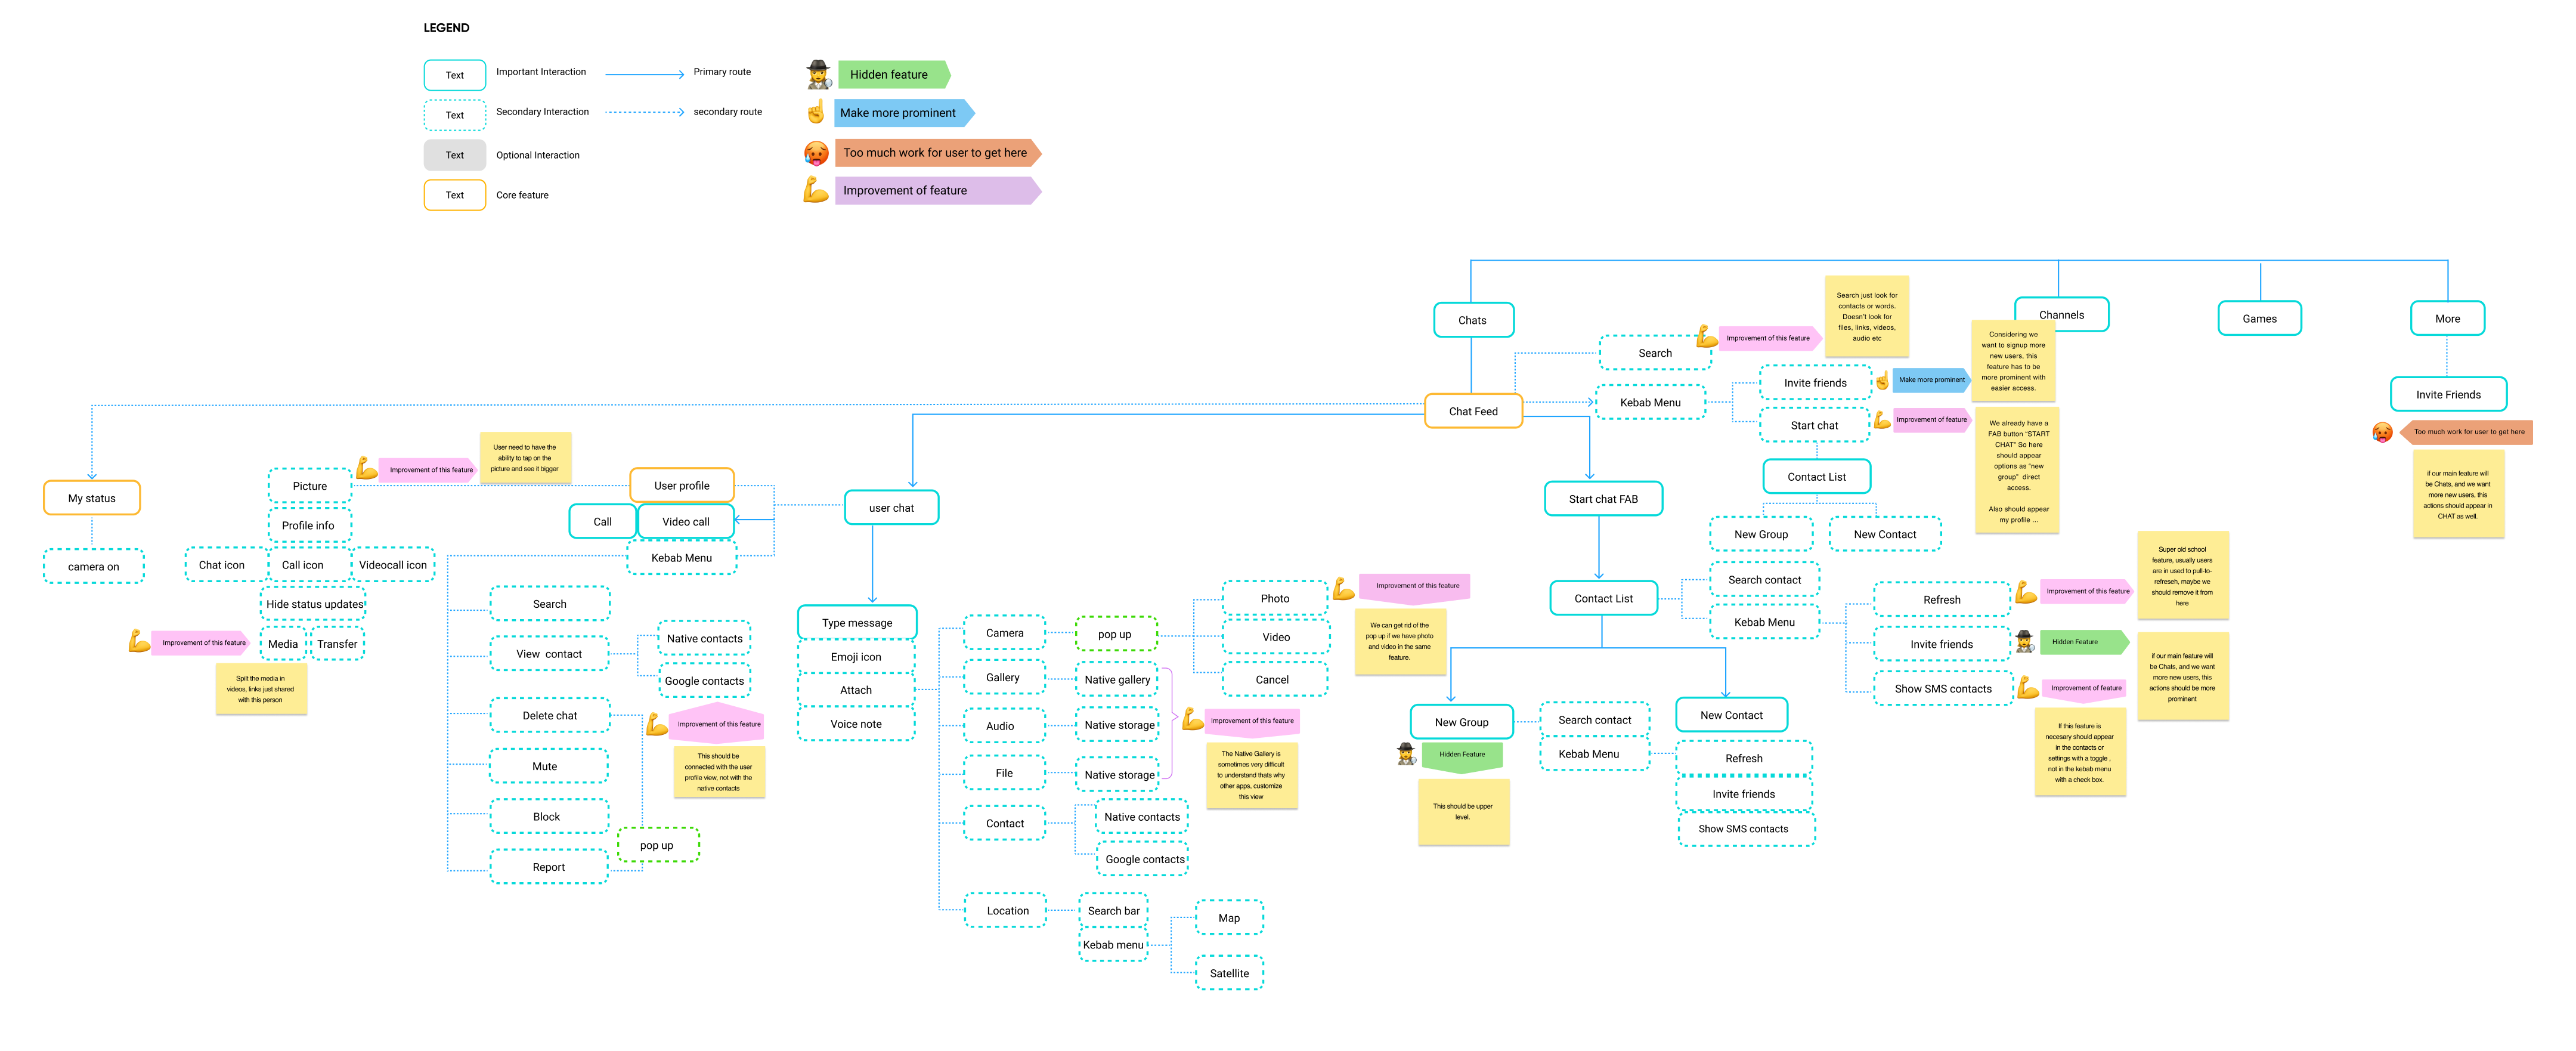 LEGEND
Text
Important Interaction
Primary route
Hidden feature
Text
Secondary Interaction
secondary route
Make more prominent
Text
Optional Interaction
Too much work for user to get here
Text
Core feature
Improvement of feature
Chats
Channels
Games
More
Search
Improvement of this feature
Search just look for
contacts or words.
Doesn't look for
files, links, videos,
audio etc
Kebab Menu
Invite friends
Make more prominent
Considering we
want to signup more
new users, this
feature has to be
more prominent with
easier access.
Start chat
Improvement of feature
We already have a
FAB button "START
CHAT" So here
should appear
options as "new
group" direct
access.
Also should appear
my profile ...
Contact List
New Group
New Contact
Invite Friends
Too much work for user to get here
if our main feature will
be Chats, and we want
more new users, this
actions should appear in
CHAT as well.
Chat Feed
My status
camera on
Picture
Improvement of this feature
User need to have the
ability to tap on the
picture and see it bigger
Profile info
Chat icon
Call icon
Videocall icon
Hide status updates
Improvement of this feature
Media
Transfer
Spilt the media in
videos, links just shared
with this person
User profile
Call
Video call
Kebab Menu
user chat
Search
View contact
Native contacts
Google contacts
Improvement of this feature
This should be
connected with the user
profile view, not with the
native contacts
Delete chat
Mute
Block
Report
pop up
Type message
Emoji icon
Attach
Voice note
Camera
pop up
Photo
Video
Cancel
Improvement of this feature
We can get rid of the
pop up if we have photo
and video in the same
feature.
Gallery
Native gallery
Audio
Native storage
File
Native storage
Improvement of this feature
The Native Gallery is
sometimes very difficult
to understand thats why
other apps, customize
this view
Contact
Native contacts
Google contacts
Location
Search bar
Kebab menu
Map
Satellite
Start chat FAB
Contact List
Search contact
Kebab Menu
Refresh
Improvement of this feature
Super old school
feature, usually users
are in used to pull-to-
refreseh, maybe we
should remove it from
here
Invite friends
Hidden Feature
if our main feature will
be Chats, and we want
more new users, this
actions should be more
prominent
Show SMS contacts
Improvement of feature
If this feature is
necesary should appear
in the contacts or
settings with a toggle ,
not in the kebab menu
with a check box.
New Group
Hidden Feature
This should be upper
level.
Search contact
Kebab Menu
New Contact
Refresh
Invite friends
Show SMS contacts